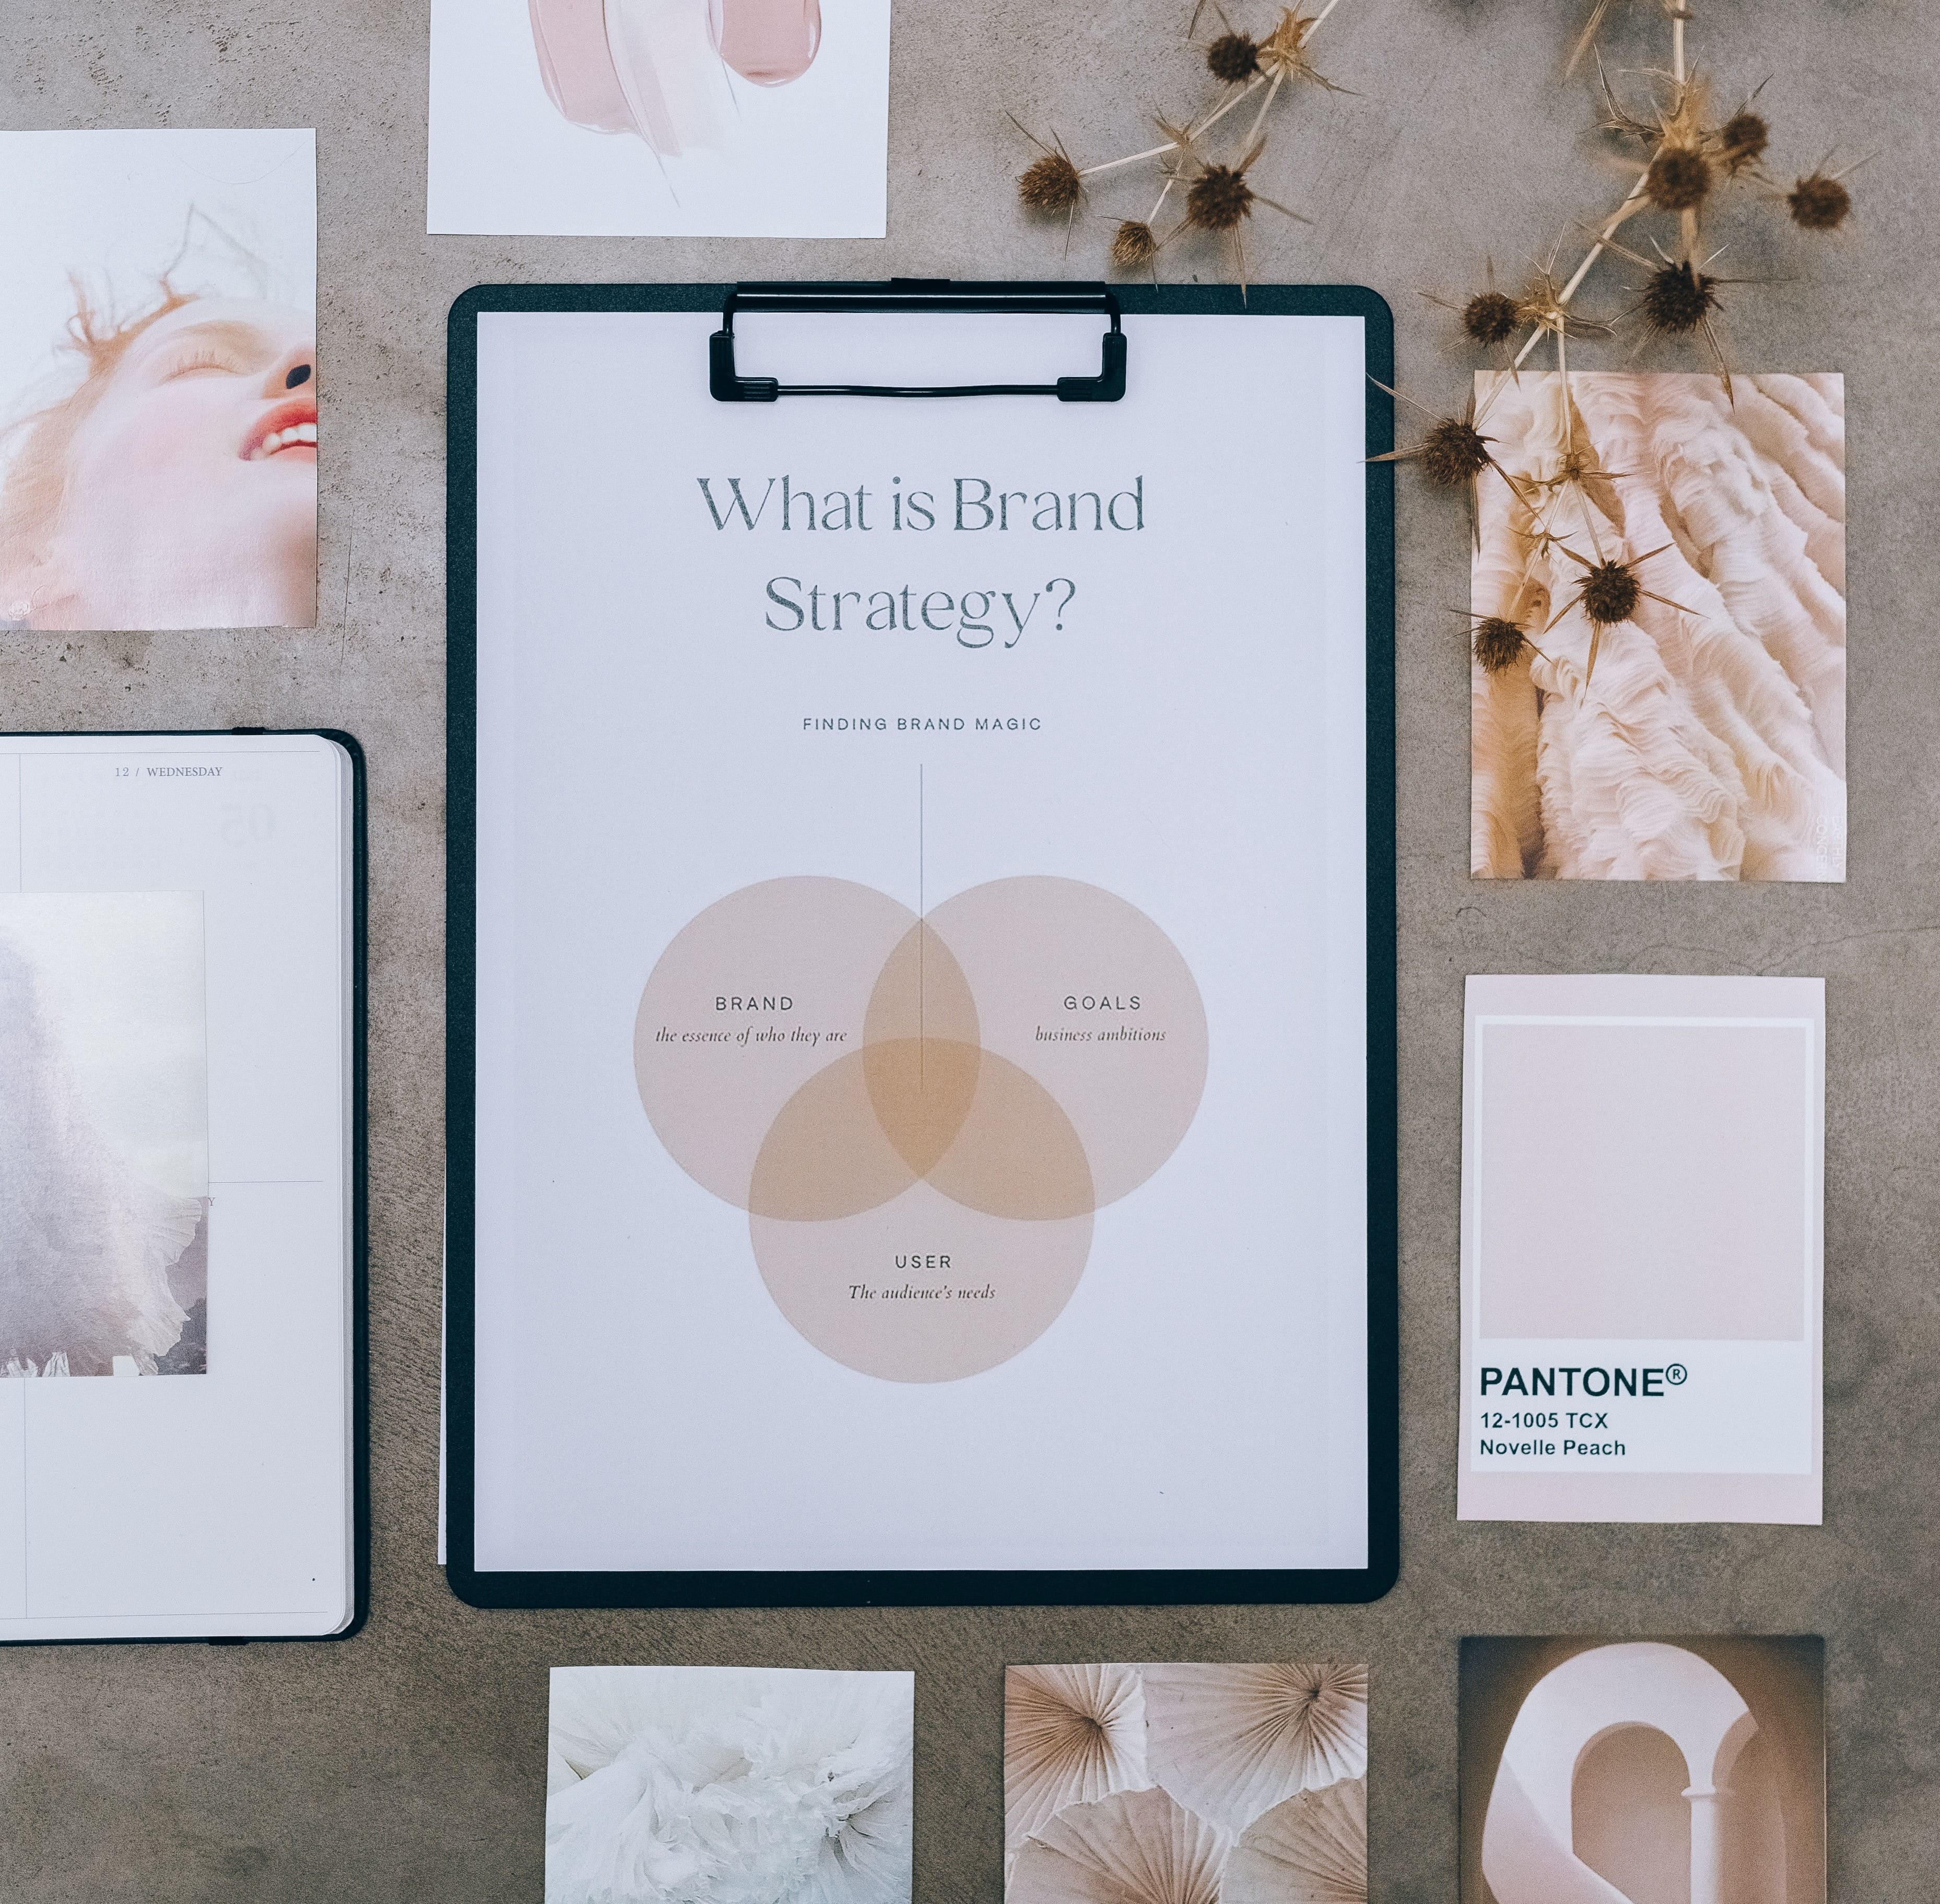 What is Brand
Strategy?
FINDING BRAND MAGIC
BRAND
the essence of who they are
GOALS
business ambitions
USER
The audience's needs
12 / WEDNESDAY
05
PANTONE®
12-1005 TCX
Novelle Peach